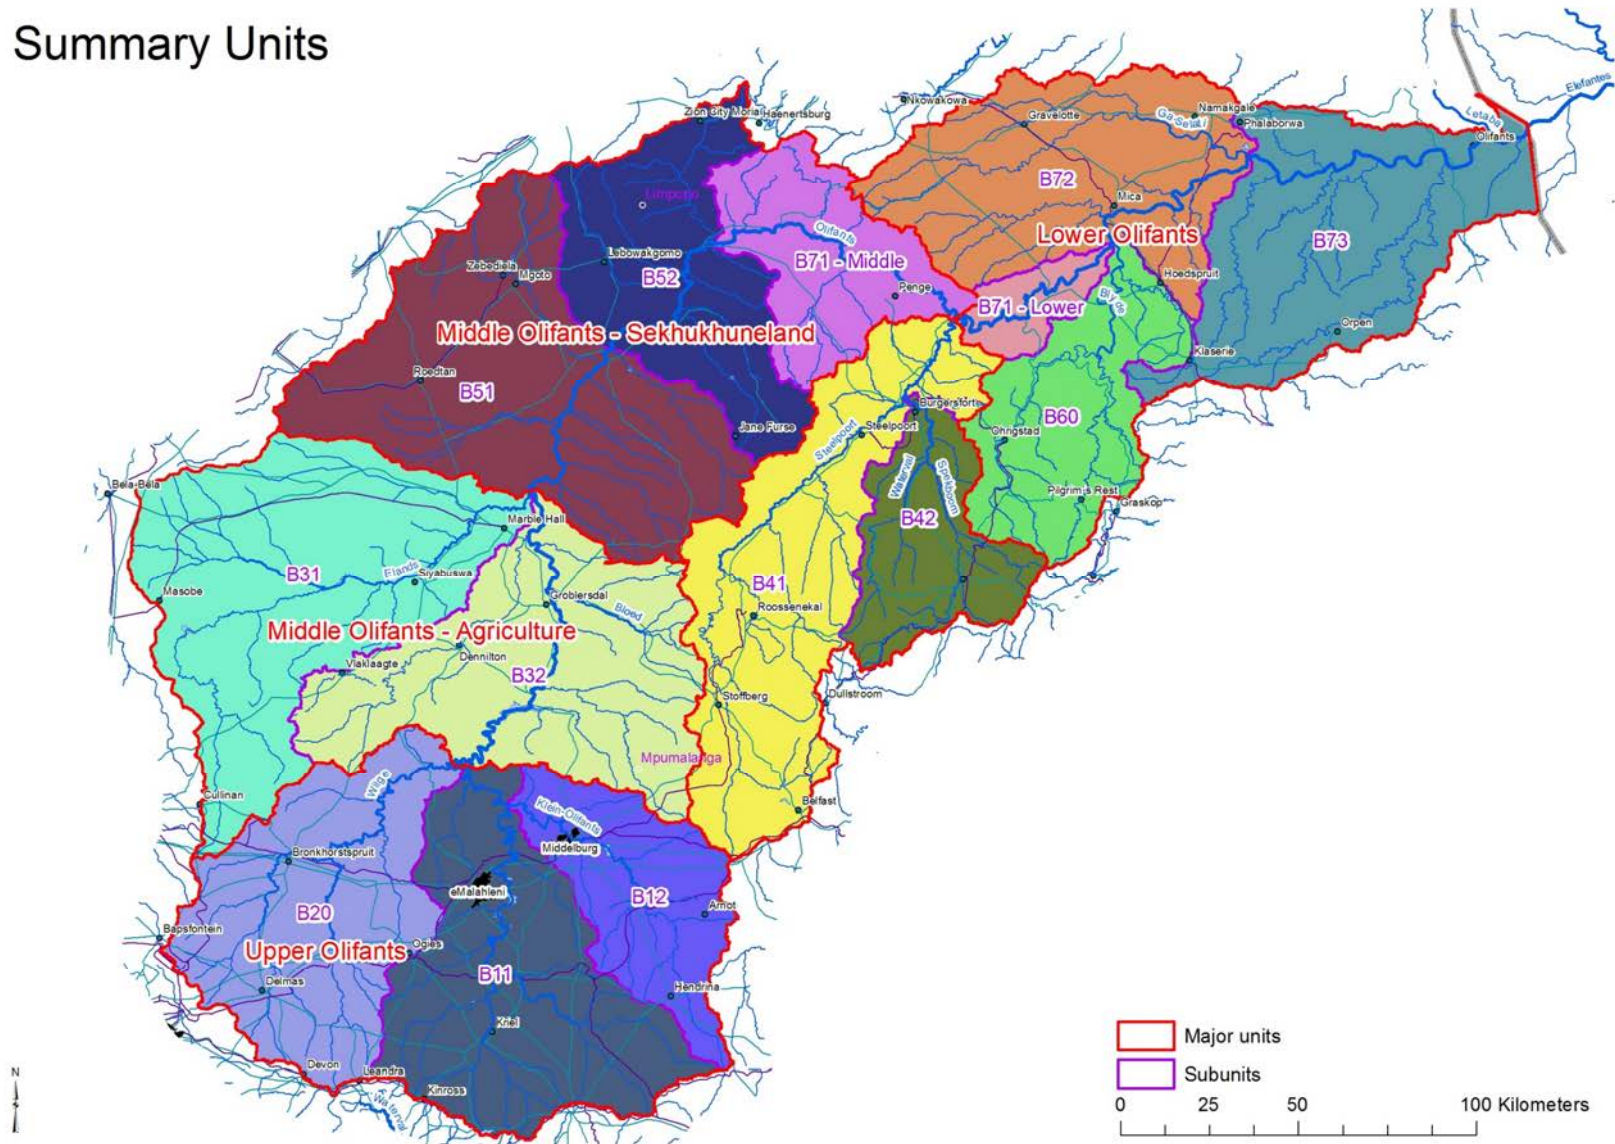 Summary Units
Elefantes
Letaba
Olifants
Nkowakowa
Zion City Moria
Haenertsburg
Gravelotte
Namakgale
Ga-Selati
Phalaborwa
B72
Limpopo
Mica
Olifants
Lower Olifants
B73
Lebowakgomo
B71 - Middle
Zebediela
Mgoto
B52
Hoedspruit
Penge
Blyde
B71 - Lower
Middle Olifants - Sekhukhuneland
Orpen
Klaserie
Roedtan
B51
Burgersfort
B60
Jane Furse
Steelpoort
Steelpoort
Ohrigstad
Waterval
Spekboom
Bela-Bela
Pilgrim's Rest
Graskop
Marble Hall
B42
B31
Elands
Siyabuswa
B41
Masobe
Groblersdal
Bloed
Roossenekal
Middle Olifants - Agriculture
Vlaklaagte
Dennilton
B32
Stoffberg
Dullstroom
Mpumalanga
Wilge
Cullinan
Klein-Olifants
Belfast
Middelburg
Bronkhorstspruit
eMalahleni
B20
B12
Arnot
Bapsfontein
Upper Olifants
Ogies
B11
Delmas
Hendrina
Kriel
Devon
Leandra
Kinross
Waterval
N
Major units
Subunits
0 25 50 100 Kilometers